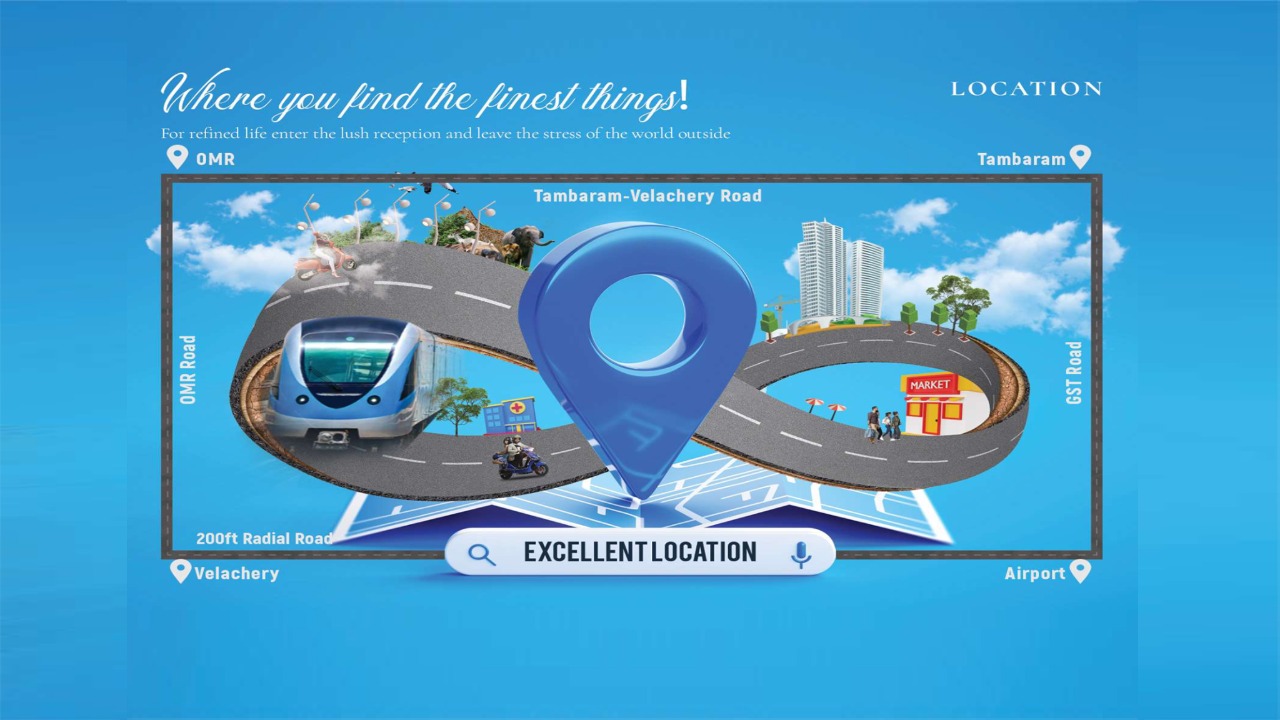 Where you find the finest things!
LOCATION
For refined life enter the lush reception and leave the stress of the world outside
OMR
Tambaram
Tambaram-Velachery Road
OMR Road
GST Road
MARKET
200ft Radial Road
EXCELLENT LOCATION
Velachery
Airport